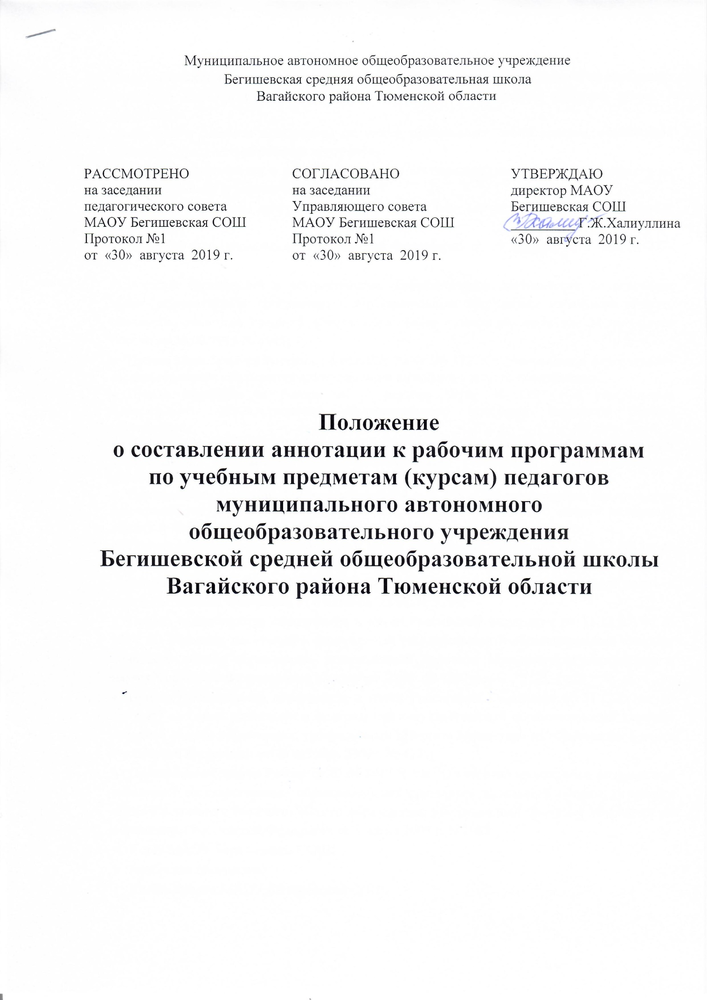 Муниципальное автономное общеобразовательное учреждение
Бегишевская средняя общеобразовательная школа
Вагайского района Тюменской области
РАССМОТРЕНО
на заседании
педагогического совета
МАОУ Бегишевская СОШ
Протокол №1
от «30» августа 2019 г.
СОГЛАСОВАНО
на заседании
Управляющего совета
МАОУ Бегишевская СОШ
Протокол №1
от «30» августа 2019 г.
УТВЕРЖДАЮ
директор МАОУ
Бегишевская СОШ
_________ Г.Ж.Халиуллина
«30» августа 2019 г.
Положение
о составлении аннотации к рабочим программам
по учебным предметам (курсам) педагогов
муниципального автономного
общеобразовательного учреждения
Бегишевской средней общеобразовательной школы
Вагайского района Тюменской области